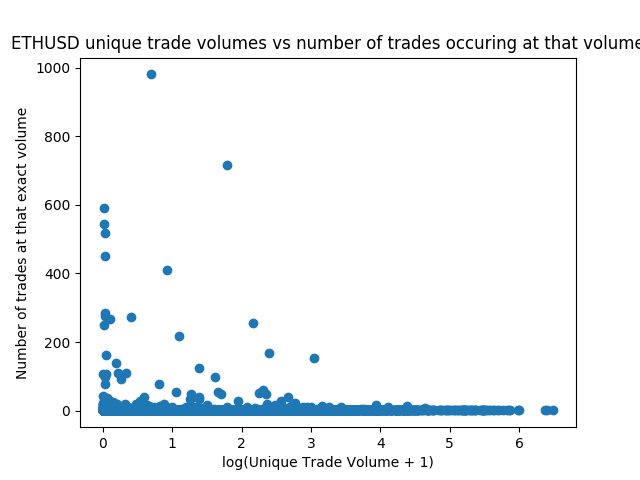 ETHUSD unique trade volumes vs number of trades occuring at that volume
1000
800
600
400
200
0
Number of trades at that exact volume
0 1 2 3 4 5 6
log(Unique Trade Volume + 1)